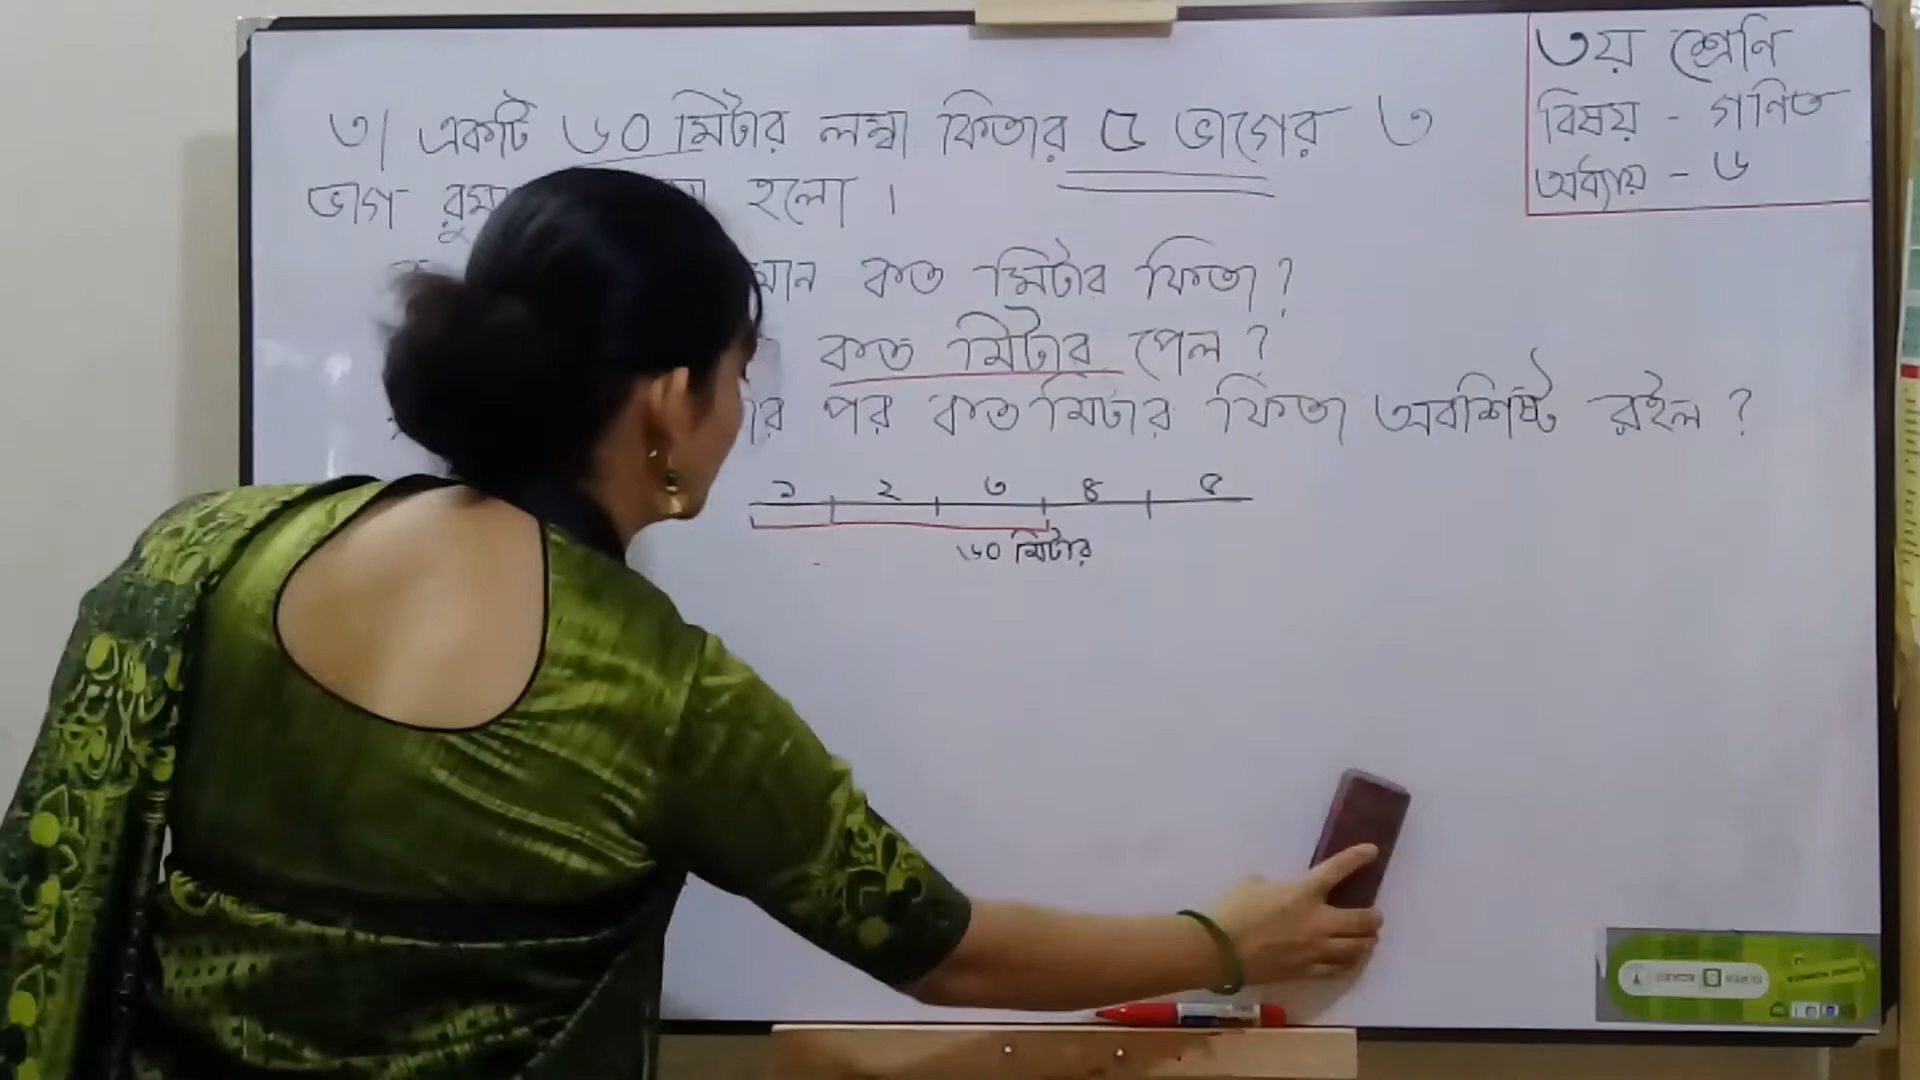 ৩য় শ্রেণি
বিষয় - গনিত
অধ্যায় - ৬
৩। একটি ৬০ মিটার লম্বা ফিতার ৫ ভাগের ৩
ভাগ হলো।
কত মিটার ফিতা?
কত মিটার পেল?
পর কত মিটার ফিতা অবশিষ্ট রইল?
১ ২ ৩ ৪ ৫
৬০ মিটার